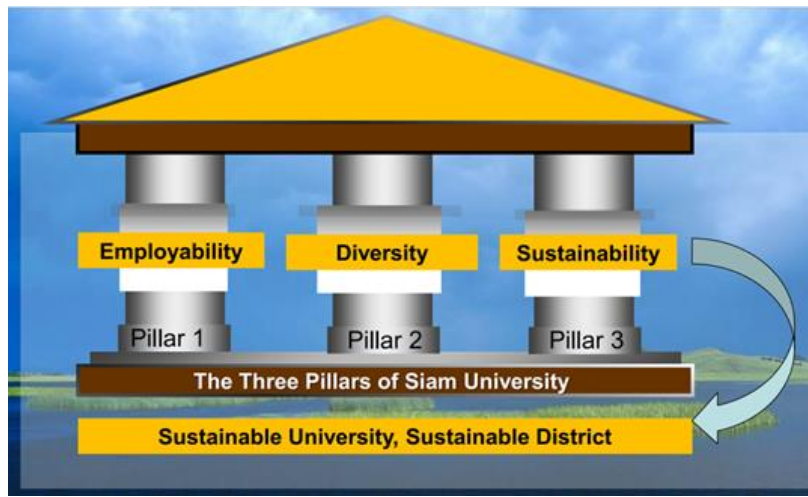 Employability Diversity Sustainability
Pillar 1 Pillar 2 Pillar 3
The Three Pillars of Siam University
Sustainable University, Sustainable District